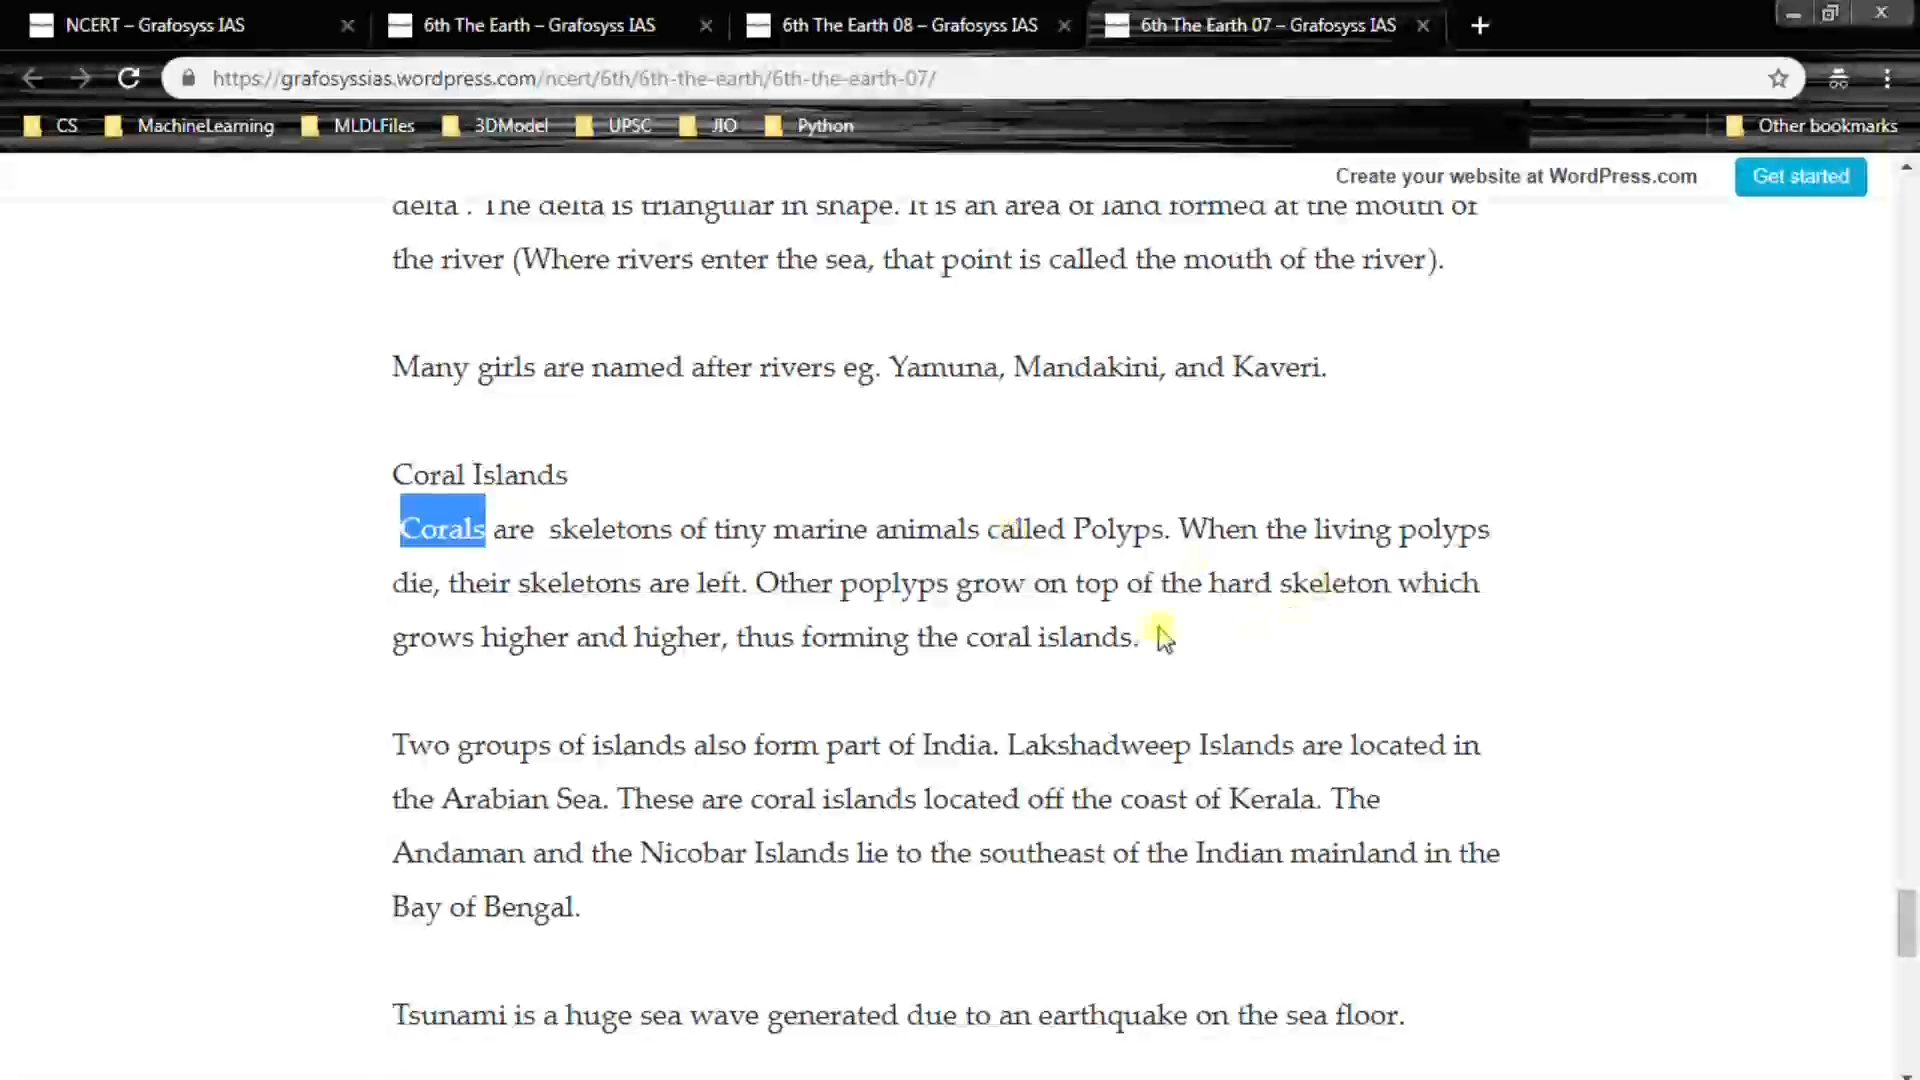 NCERT – Grafosyss IAS
6th The Earth – Grafosyss IAS
6th The Earth 08 – Grafosyss IAS
6th The Earth 07 – Grafosyss IAS
https://grafosyssias.wordpress.com/ncert/6th/6th-the-earth/6th-the-earth-07/
CS
MachineLearning
MLDLFiles
3DModel
UPSC
JIO
Python
Other bookmarks
Create your website at WordPress.com
Get started
delta . The delta is triangular in shape. It is an area of land formed at the mouth of
the river (Where rivers enter the sea, that point is called the mouth of the river).
Many girls are named after rivers eg. Yamuna, Mandakini, and Kaveri.
Coral Islands
Corals are skeletons of tiny marine animals called Polyps. When the living polyps
die, their skeletons are left. Other poplyps grow on top of the hard skeleton which
grows higher and higher, thus forming the coral islands.
Two groups of islands also form part of India. Lakshadweep Islands are located in
the Arabian Sea. These are coral islands located off the coast of Kerala. The
Andaman and the Nicobar Islands lie to the southeast of the Indian mainland in the
Bay of Bengal.
Tsunami is a huge sea wave generated due to an earthquake on the sea floor.